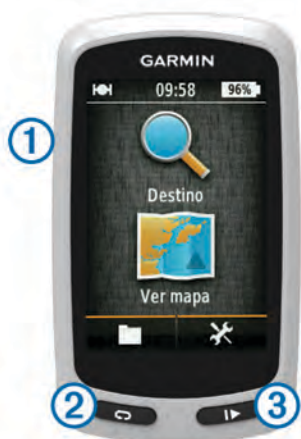 GARMIN
09:58 96%
①
Destino
Ver mapa
② ③